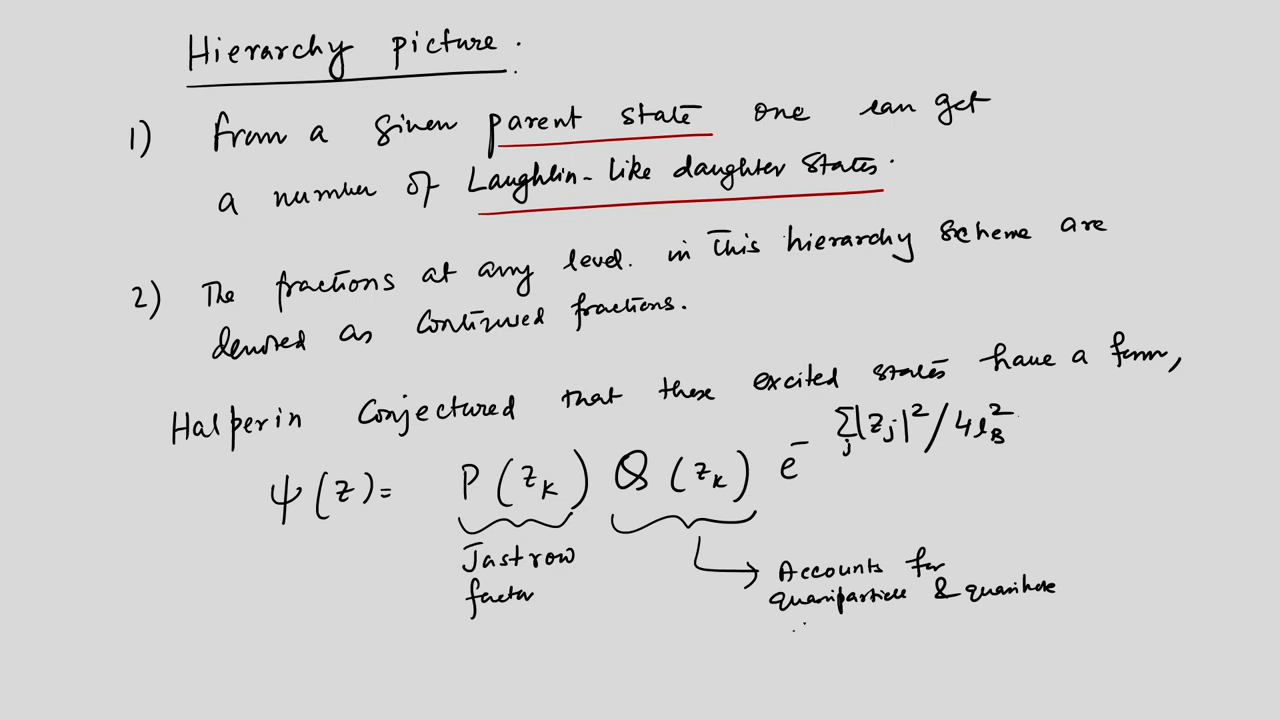 Hierarchy picture.
1) From a given parent state one can get
a number of Laughlin-like daughter states.
2) The fractions at any level. in this hierarchy scheme are
denoted as continued fractions.
Halperin conjectured that these excited states have a form,
ψ(z) = P(z_k) Q(z_k) e^{-∑_j |z_j|^2/4l_B^2}
Jastrow
factor
Accounts for
quasiparticle & quasihole